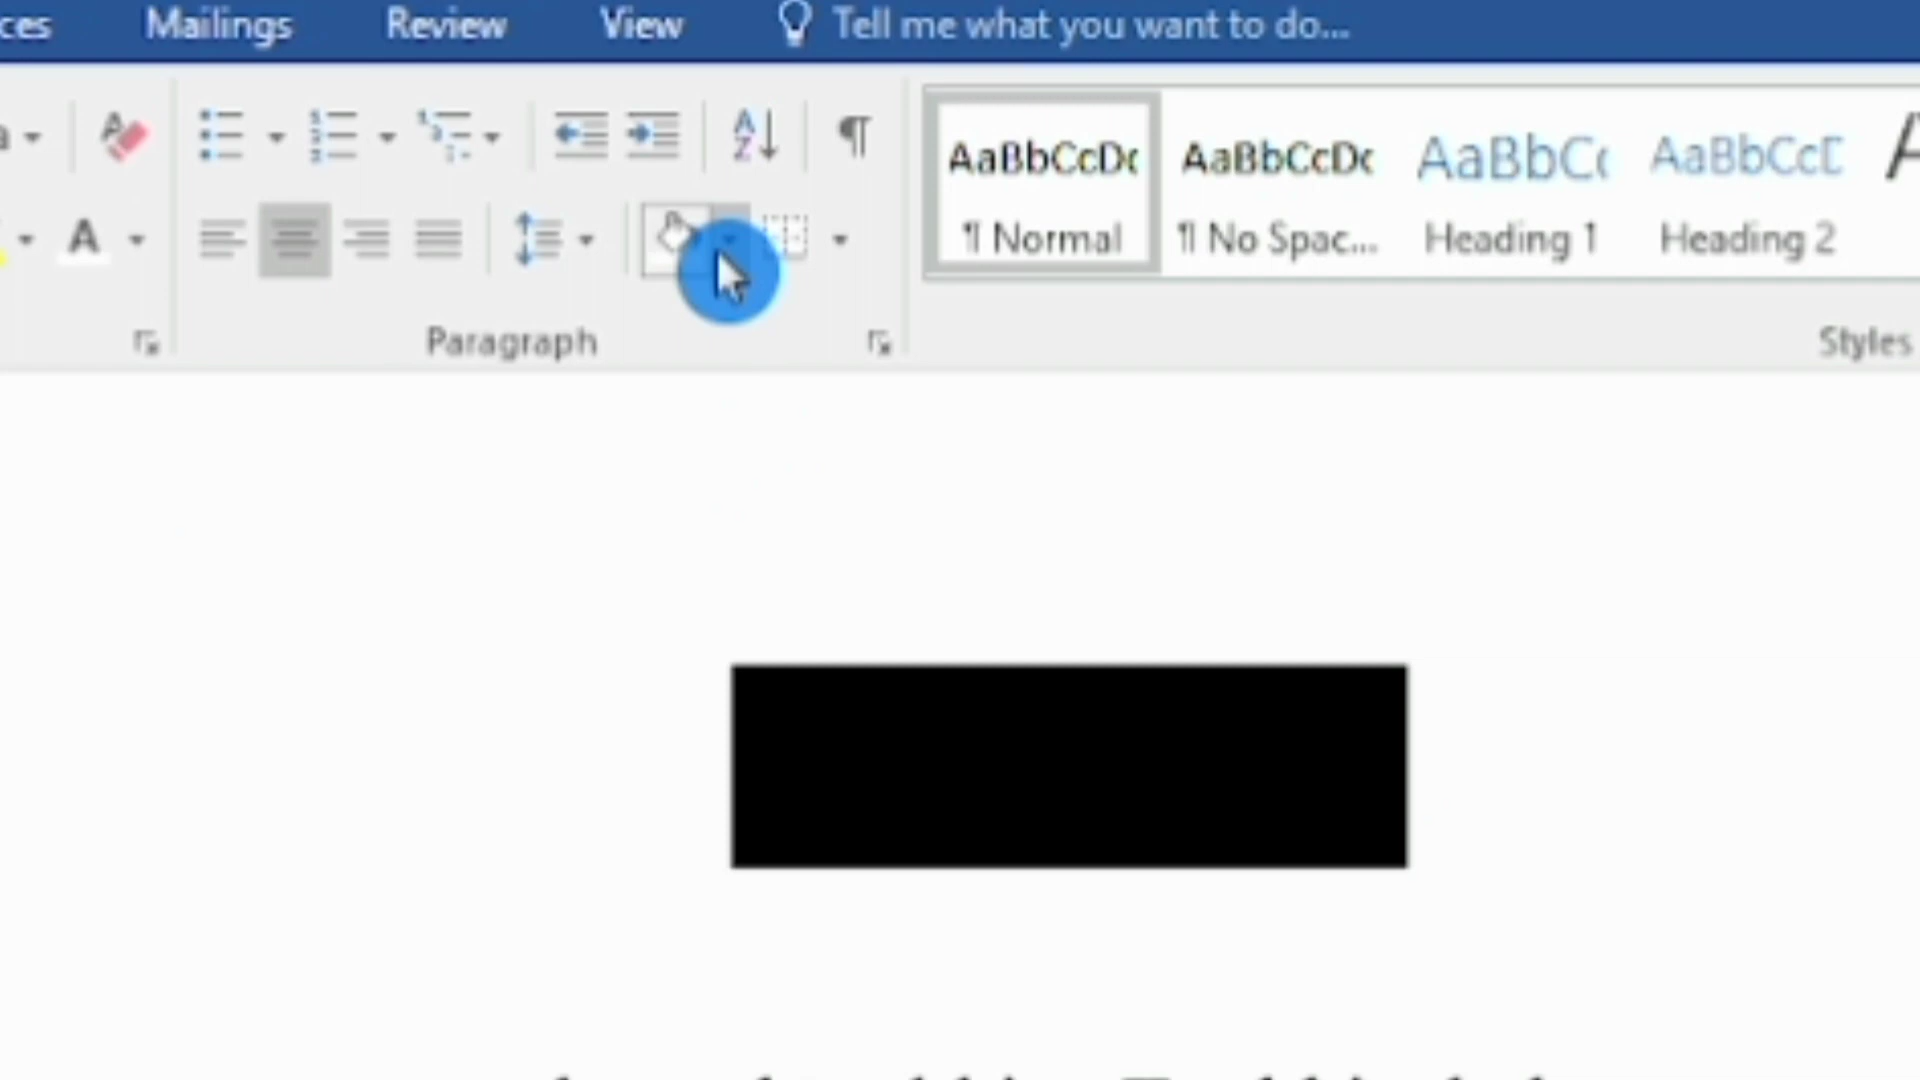 Mailings Review View Tell me what you want to do...
AaBbCcDc AaBbCcDc AaBbCc AaBbCcD
¶ Normal ¶ No Spac... Heading 1 Heading 2
Paragraph Styles